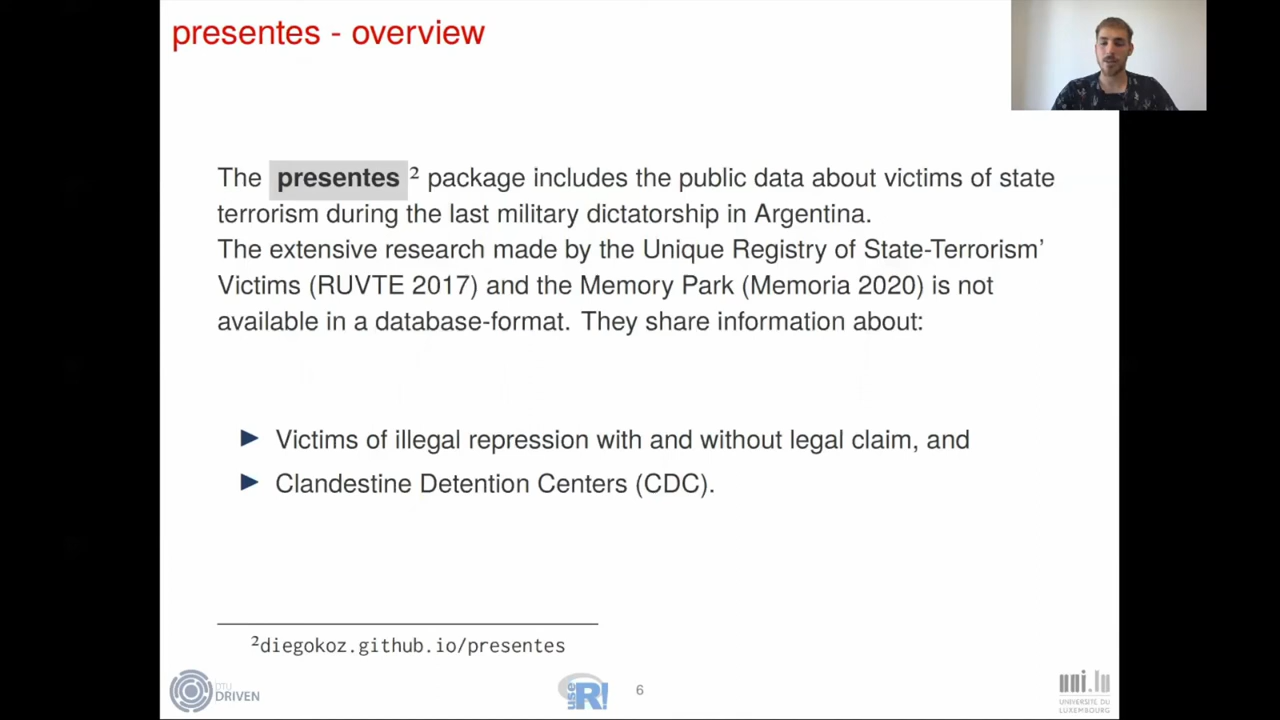 presentes - overview
The presentes ² package includes the public data about victims of state
terrorism during the last military dictatorship in Argentina.
The extensive research made by the Unique Registry of State-Terrorism’
Victims (RUVTE 2017) and the Memory Park (Memoria 2020) is not
available in a database-format. They share information about:
▶ Victims of illegal repression with and without legal claim, and
▶ Clandestine Detention Centers (CDC).
²diegokoz.github.io/presentes
DTU
DRIVEN
use R!
6
uni.lu
UNIVERSITÉ DU
LUXEMBOURG